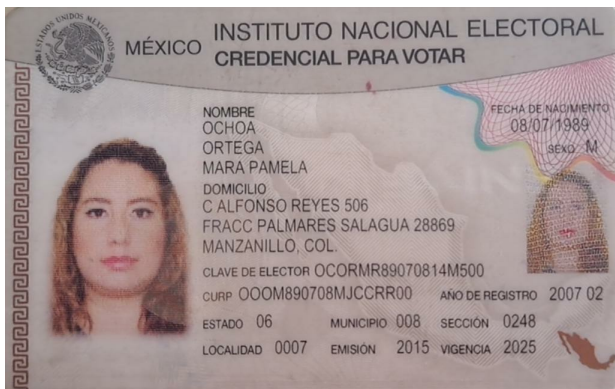 INSTITUTO NACIONAL ELECTORAL
MÉXICO
CREDENCIAL PARA VOTAR
ESTADOS UNIDOS MEXICANOS
NOMBRE
OCHOA
ORTEGA
MARA PAMELA
FECHA DE NACIMIENTO
08/07/1989
SEXO M
DOMICILIO
C ALFONSO REYES 506
FRACC PALMARES SALAGUA 28869
MANZANILLO, COL.
CLAVE DE ELECTOR OCORMR89070814M500
CURP OOOM890708MJCCRR00 AÑO DE REGISTRO 2007 02
ESTADO 06 MUNICIPIO 008 SECCIÓN 0248
LOCALIDAD 0007 EMISIÓN 2015 VIGENCIA 2025